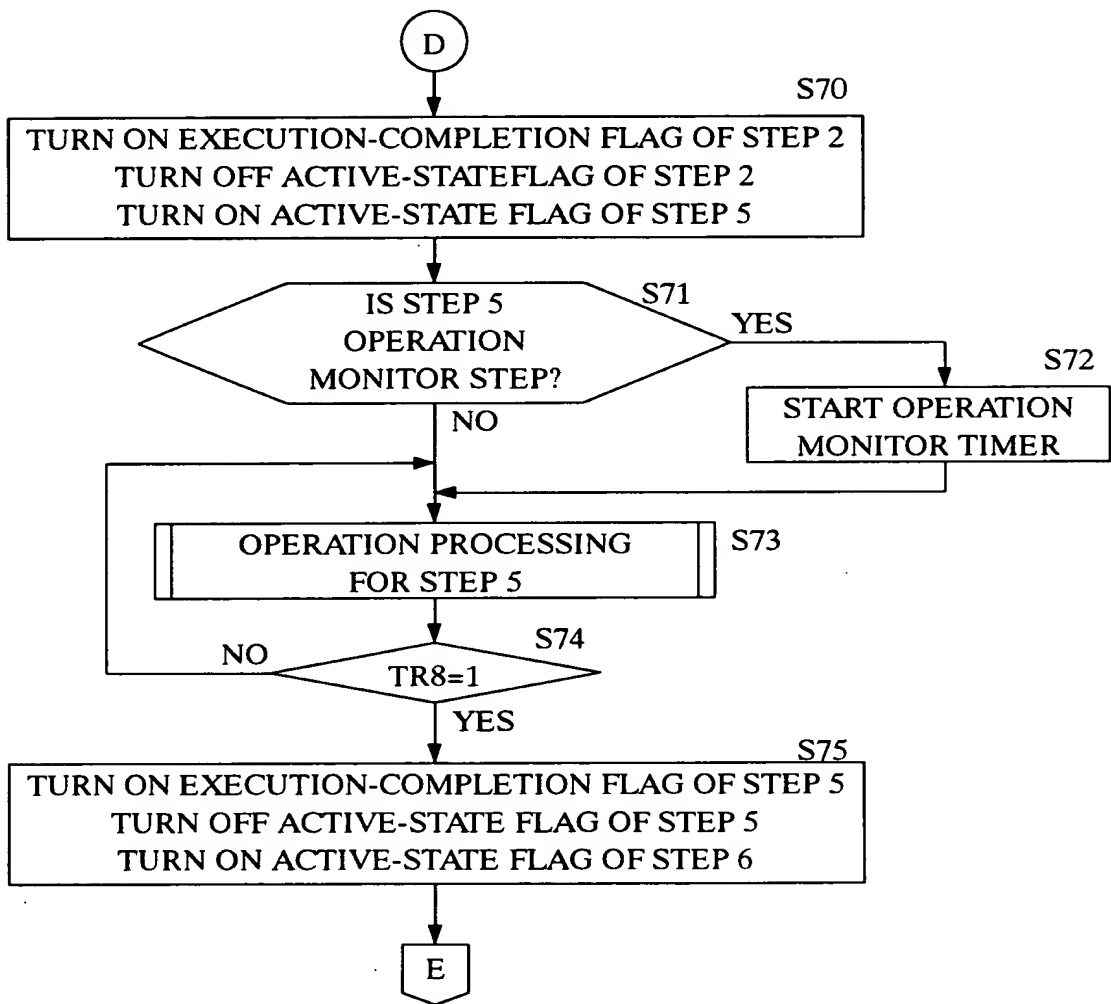 D
S70
TURN ON EXECUTION-COMPLETION FLAG OF STEP 2
TURN OFF ACTIVE-STATEFLAG OF STEP 2
TURN ON ACTIVE-STATE FLAG OF STEP 5
IS STEP 5
OPERATION
MONITOR STEP?
S71
YES
NO
S72
START OPERATION
MONITOR TIMER
OPERATION PROCESSING
FOR STEP 5
S73
S74
NO
TR8=1
YES
S75
TURN ON EXECUTION-COMPLETION FLAG OF STEP 5
TURN OFF ACTIVE-STATE FLAG OF STEP 5
TURN ON ACTIVE-STATE FLAG OF STEP 6
E